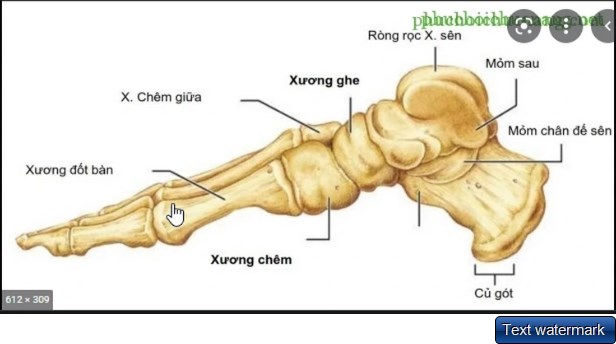 Ròng rọc X. sên
Mỏm sau
Xương ghe
X. Chêm giữa
Mỏm chân đế sên
Xương đốt bàn
Xương chêm
Củ gót
612 × 309
Text watermark